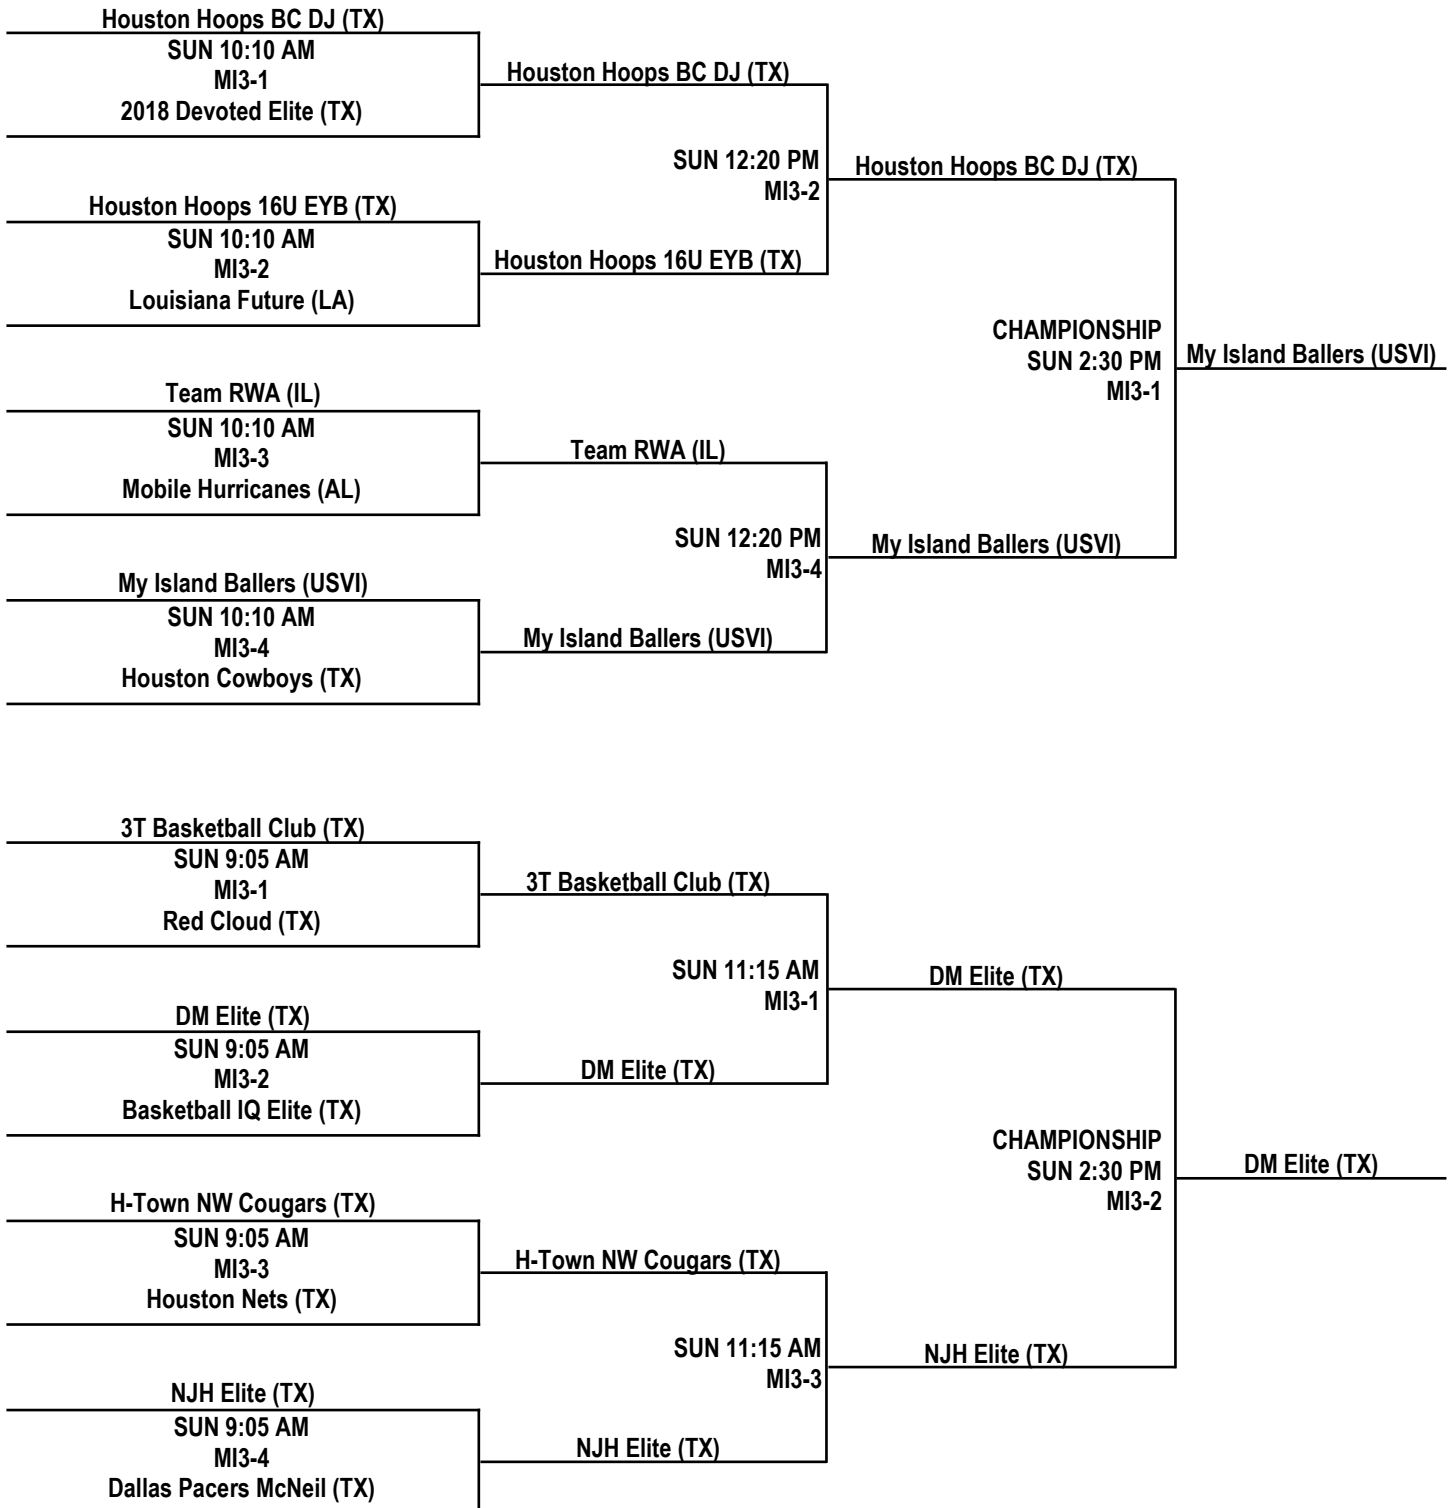 Houston Hoops BC DJ (TX)
SUN 10:10 AM
MI3-1
2018 Devoted Elite (TX)
Houston Hoops BC DJ (TX)
SUN 12:20 PM
MI3-2
Houston Hoops BC DJ (TX)
Houston Hoops 16U EYB (TX)
SUN 10:10 AM
MI3-2
Louisiana Future (LA)
Houston Hoops 16U EYB (TX)
CHAMPIONSHIP
SUN 2:30 PM
MI3-1
My Island Ballers (USVI)
Team RWA (IL)
SUN 10:10 AM
MI3-3
Mobile Hurricanes (AL)
Team RWA (IL)
SUN 12:20 PM
MI3-4
My Island Ballers (USVI)
My Island Ballers (USVI)
SUN 10:10 AM
MI3-4
Houston Cowboys (TX)
My Island Ballers (USVI)
3T Basketball Club (TX)
SUN 9:05 AM
MI3-1
Red Cloud (TX)
3T Basketball Club (TX)
SUN 11:15 AM
MI3-1
DM Elite (TX)
DM Elite (TX)
SUN 9:05 AM
MI3-2
Basketball IQ Elite (TX)
DM Elite (TX)
CHAMPIONSHIP
SUN 2:30 PM
MI3-2
DM Elite (TX)
H-Town NW Cougars (TX)
SUN 9:05 AM
MI3-3
Houston Nets (TX)
H-Town NW Cougars (TX)
SUN 11:15 AM
MI3-3
NJH Elite (TX)
NJH Elite (TX)
SUN 9:05 AM
MI3-4
Dallas Pacers McNeil (TX)
NJH Elite (TX)